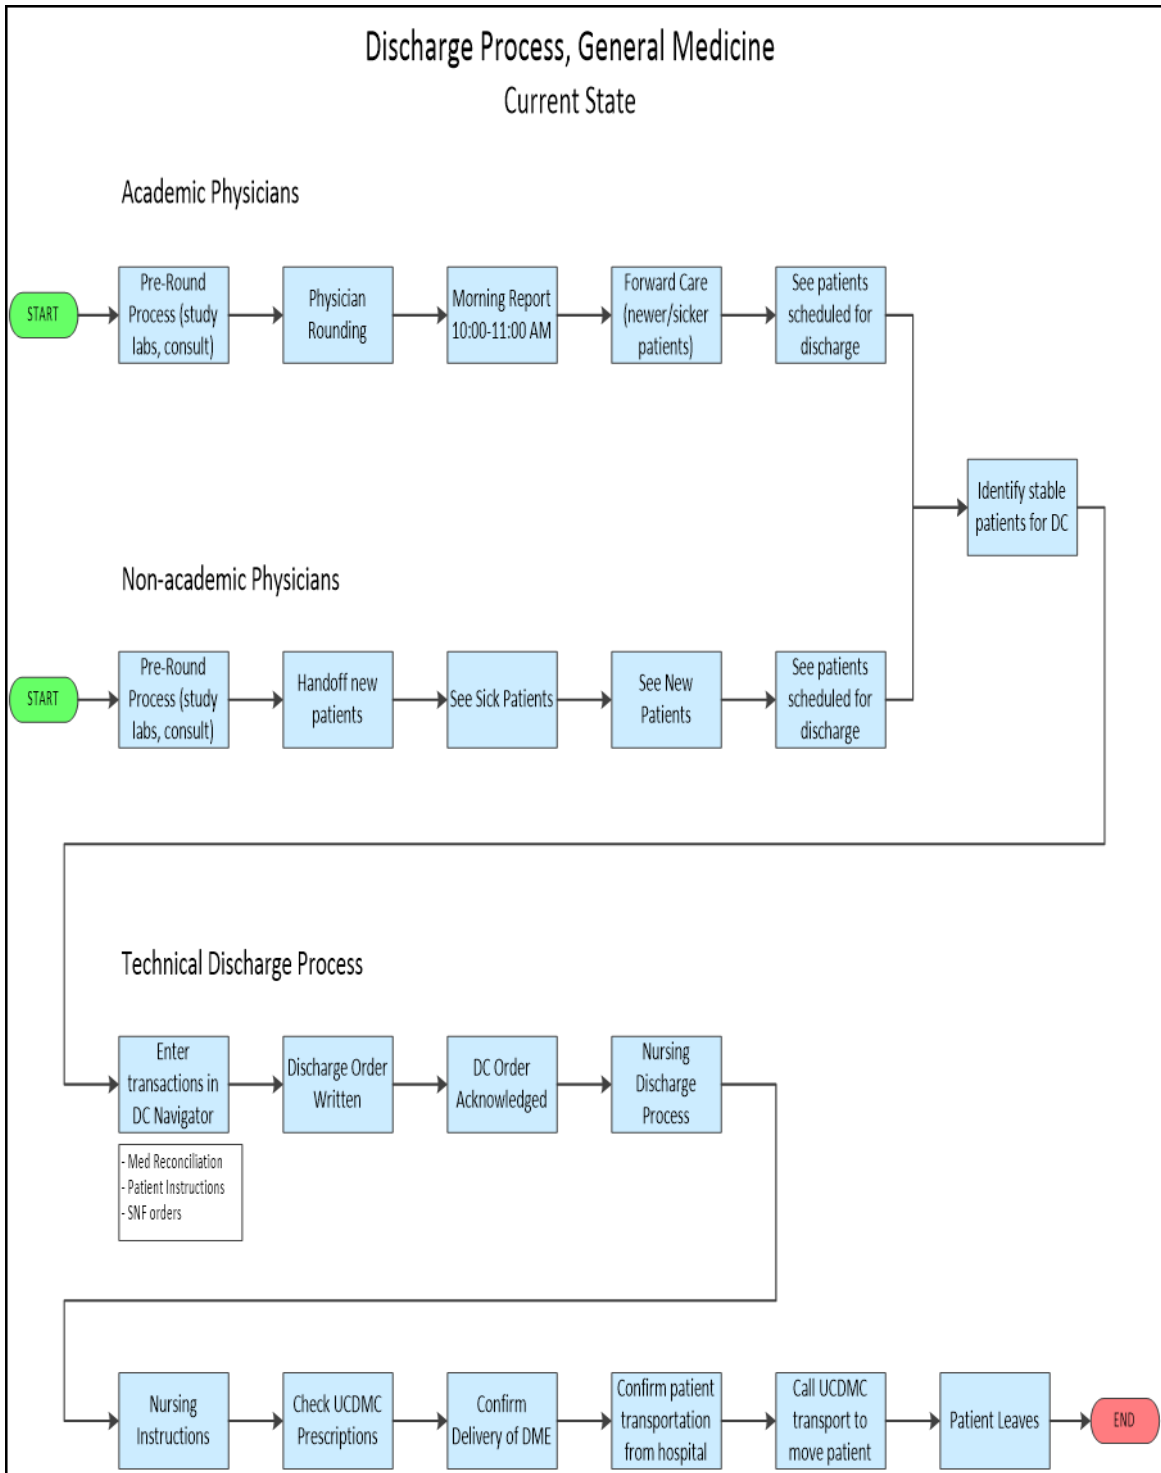 Discharge Process, General Medicine
Current State
Academic Physicians
START
Pre-Round
Process (study
labs, consult)
Physician
Rounding
Morning Report
10:00-11:00 AM
Forward Care
(newer/sicker
patients)
See patients
scheduled for
discharge
Identify stable
patients for DC
Non-academic Physicians
START
Pre-Round
Process (study
labs, consult)
Handoff new
patients
See Sick Patients
See New
Patients
See patients
scheduled for
discharge
Technical Discharge Process
Enter
transactions in
DC Navigator
- Med Reconciliation
- Patient Instructions
- SNF orders
Discharge Order
Written
DC Order
Acknowledged
Nursing
Discharge
Process
Nursing
Instructions
Check UCDMC
Prescriptions
Confirm
Delivery of DME
Confirm patient
transportation
from hospital
Call UCDMC
transport to
move patient
Patient Leaves
END